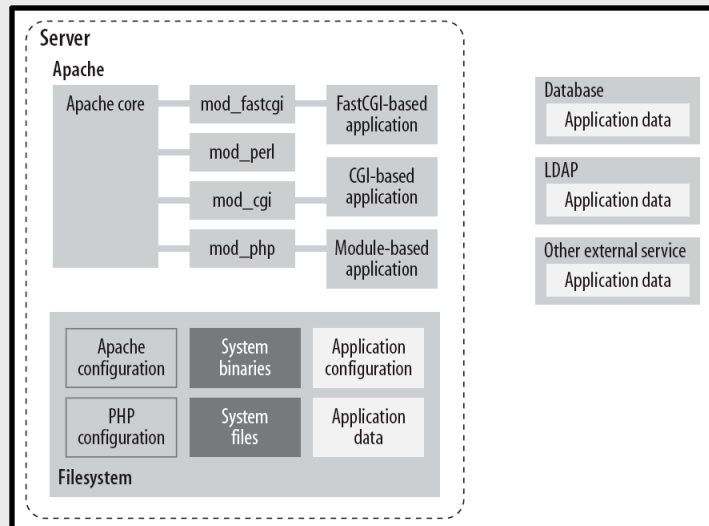 Server
Apache
Apache core
mod_fastcgi
FastCGI-based
application
mod_perl
CGI-based
application
mod_cgi
mod_php
Module-based
application
Apache
configuration
System
binaries
Application
configuration
PHP
configuration
System
files
Application
data
Filesystem
Database
Application data
LDAP
Application data
Other external service
Application data